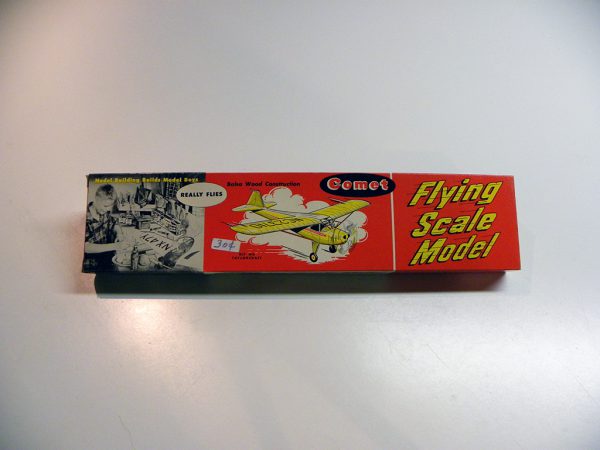 Model Building Builds Model Boys
REALLY FLIES
Balsa Wood Construction
Comet
30¢
Flying
Scale
Model